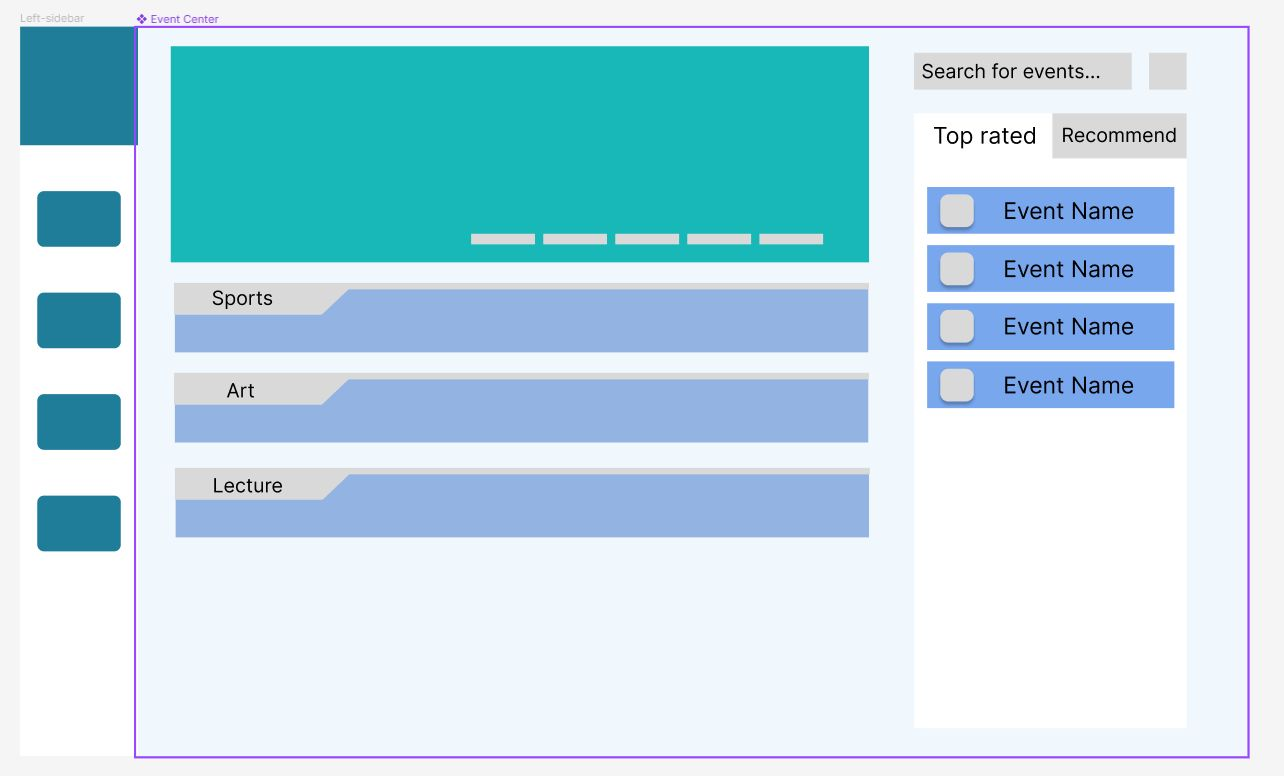 Left-sidebar
Event Center
Search for events...
Top rated
Recommend
Event Name
Event Name
Event Name
Event Name
Sports
Art
Lecture